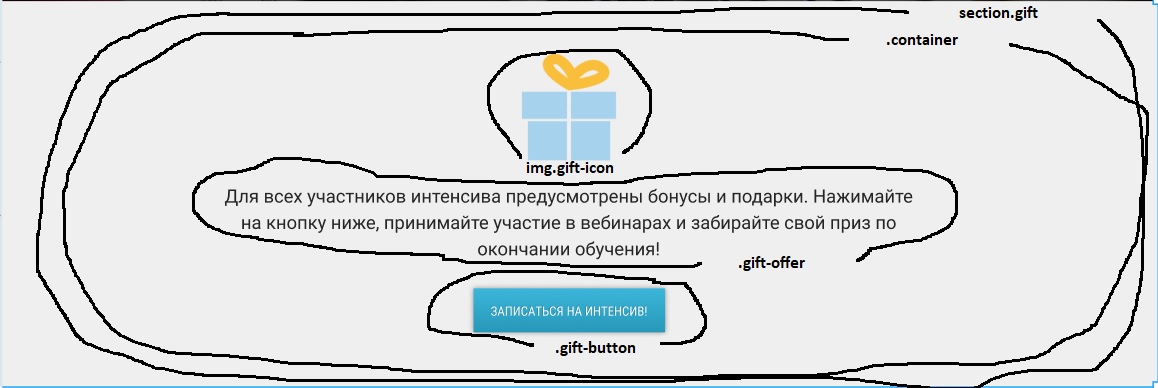 section.gift
.container
img.gift-icon
Для всех участников интенсива предусмотрены бонусы и подарки. Нажимайте
на кнопку ниже, принимайте участие в вебинарах и забирайте свой приз по
окончании обучения!
.gift-offer
ЗАПИСАТЬСЯ НА ИНТЕНСИВ!
.gift-button